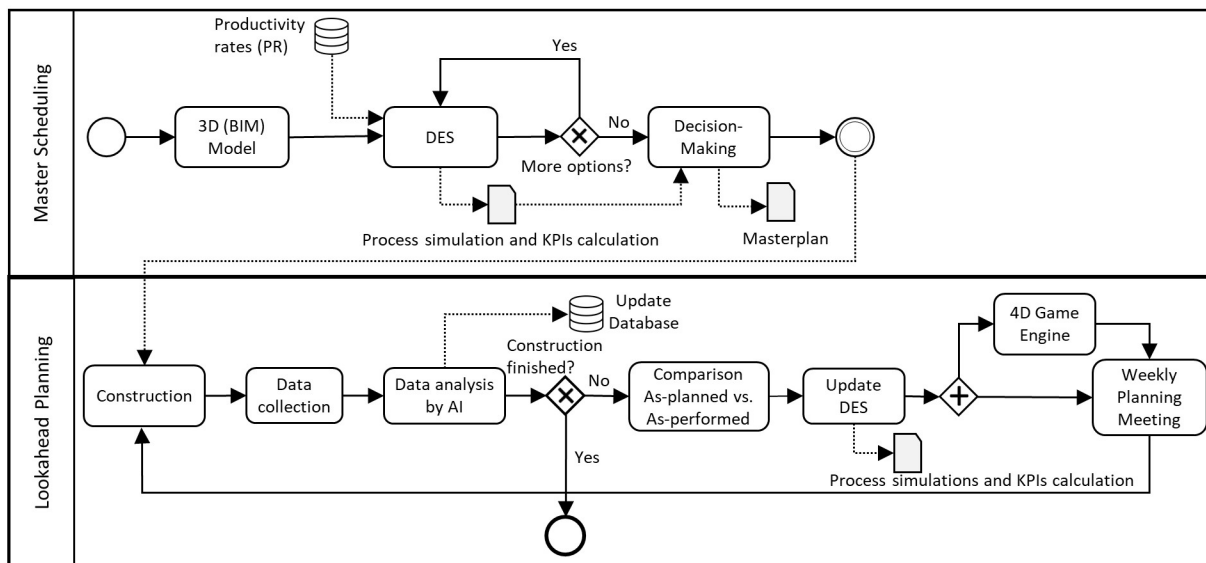 Master Scheduling
Productivity
rates (PR)
Yes
3D (BIM)
Model
DES
No
More options?
Decision-
Making
Process simulation and KPIs calculation
Masterplan
Lookahead Planning
Update
Database
4D Game
Engine
Construction
finished?
Construction
Data
collection
Data analysis
by AI
No
Comparison
As-planned vs.
As-performed
Update
DES
Weekly
Planning
Meeting
Yes
Process simulations and KPIs calculation